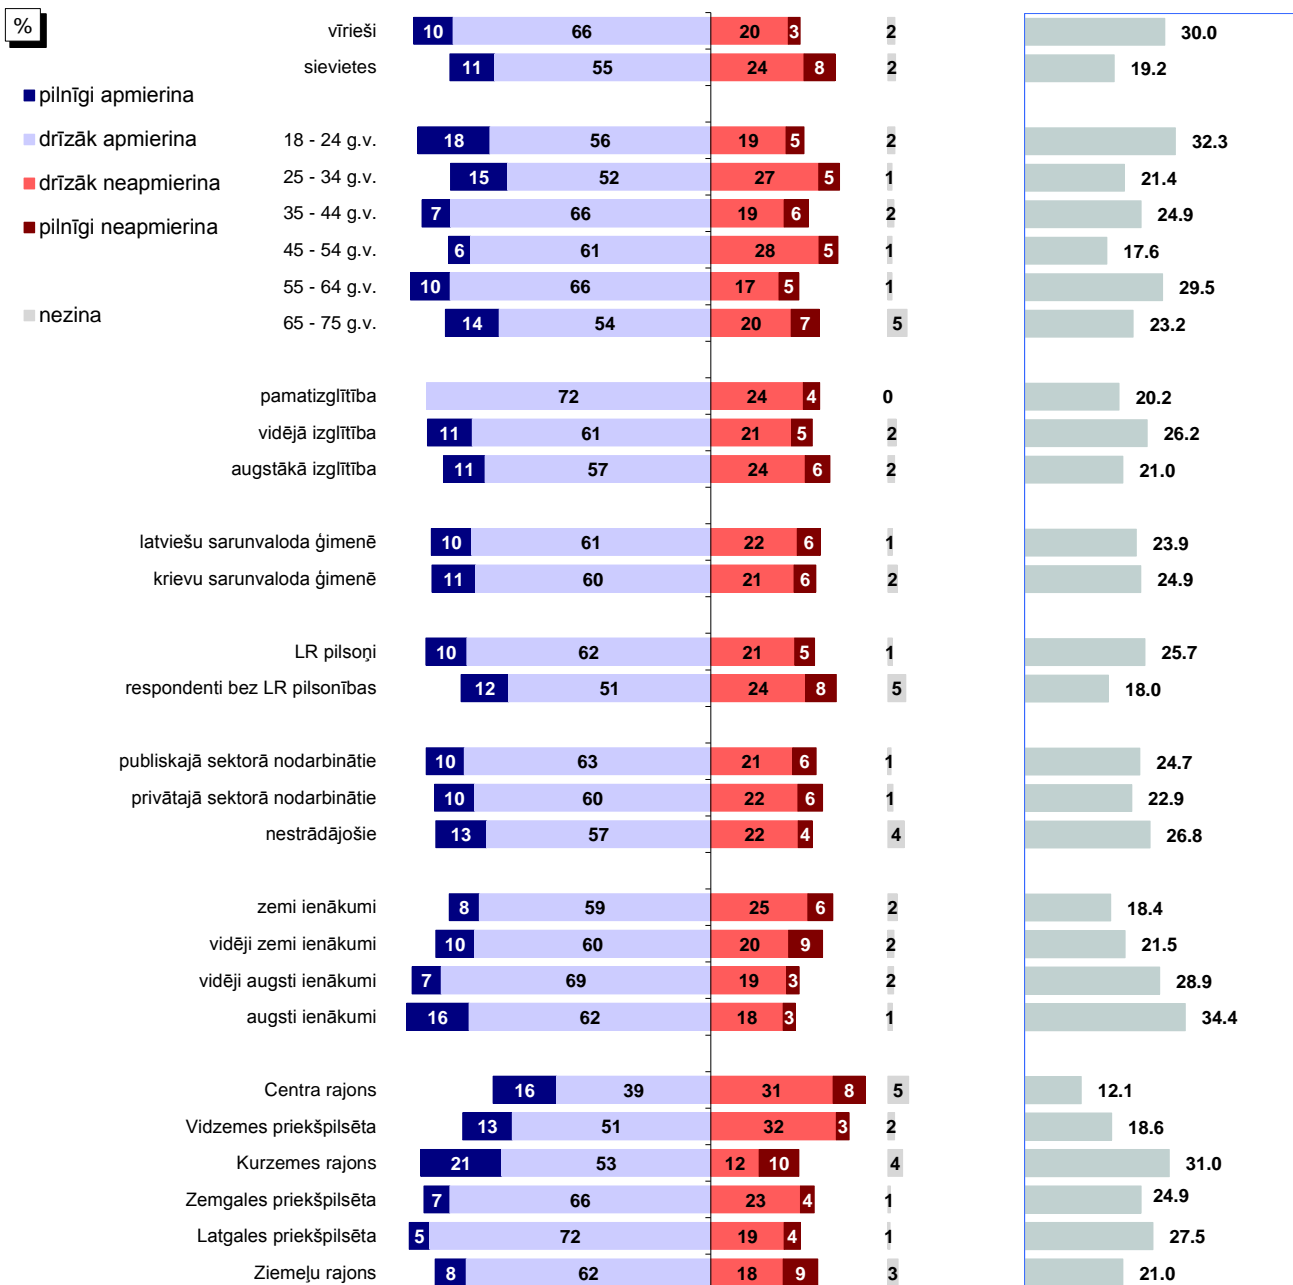 %
pilnīgi apmierina
drīzāk apmierina
drīzāk neapmierina
pilnīgi neapmierina
nezina
vīrieši 10 66 20 3 2 30.0
sievietes 11 55 24 8 2 19.2
18 - 24 g.v. 18 56 19 5 2 32.3
25 - 34 g.v. 15 52 27 5 1 21.4
35 - 44 g.v. 7 66 19 6 2 24.9
45 - 54 g.v. 6 61 28 5 1 17.6
55 - 64 g.v. 10 66 17 5 1 29.5
65 - 75 g.v. 14 54 20 7 5 23.2
pamatizglītība 72 24 4 0 20.2
vidējā izglītība 11 61 21 5 2 26.2
augstākā izglītība 11 57 24 6 2 21.0
latviešu sarunvaloda ģimenē 10 61 22 6 1 23.9
krievu sarunvaloda ģimenē 11 60 21 6 2 24.9
LR pilsoņi 10 62 21 5 1 25.7
respondenti bez LR pilsonības 12 51 24 8 5 18.0
publiskajā sektorā nodarbinātie 10 63 21 6 1 24.7
privātajā sektorā nodarbinātie 10 60 22 6 1 22.9
nestrādājošie 13 57 22 4 4 26.8
zemi ienākumi 8 59 25 6 2 18.4
vidēji zemi ienākumi 10 60 20 9 2 21.5
vidēji augsti ienākumi 7 69 19 3 2 28.9
augsti ienākumi 16 62 18 3 1 34.4
Centra rajons 16 39 31 8 5 12.1
Vidzemes priekšpilsēta 13 51 32 3 2 18.6
Kurzemes rajons 21 53 12 10 4 31.0
Zemgales priekšpilsēta 7 66 23 4 1 24.9
Latgales priekšpilsēta 5 72 19 4 1 27.5
Ziemeļu rajons 8 62 18 9 3 21.0